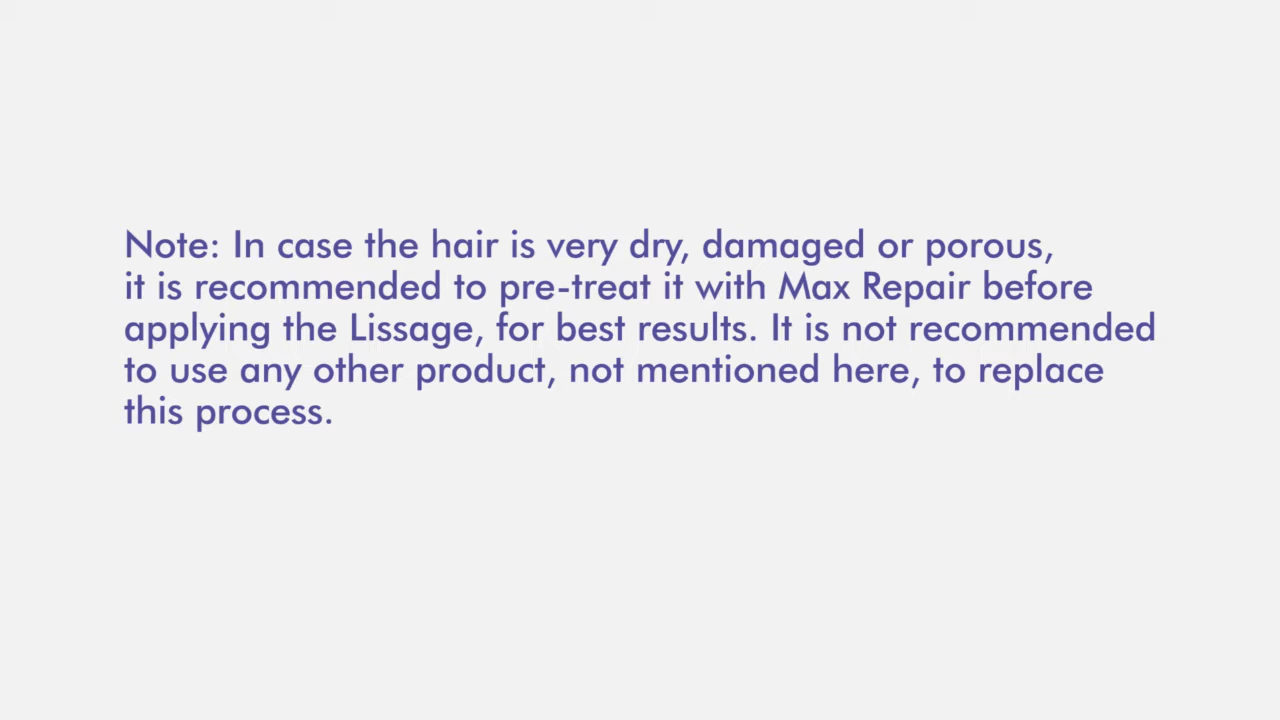 Note: In case the hair is very dry, damaged or porous,
it is recommended to pre-treat it with Max Repair before
applying the Lissage, for best results. It is not recommended
to use any other product, not mentioned here, to replace
this process.